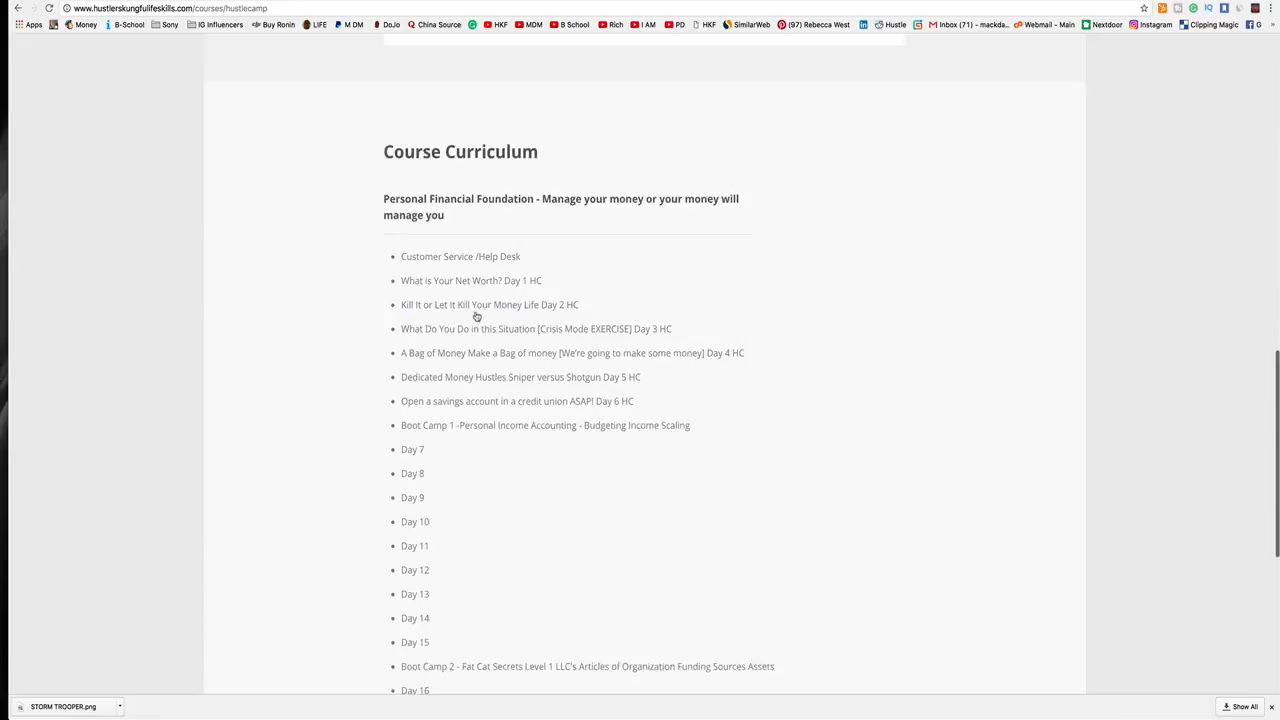 www.hustlerskungfulifeskills.com/courses/hustlecamp
Apps Money B-School Sony IG Influencers Buy Ronin LIFE M DM DoJo China Source HKF MDM B School Rich I AM PD HKF SimilarWeb (97) Rebecca West Hustle Inbox (71) - mackda... Webmail - Main Nextdoor Instagram Clipping Magic G »
Course Curriculum
Personal Financial Foundation - Manage your money or your money will
manage you
Customer Service /Help Desk
What is Your Net Worth? Day 1 HC
Kill It or Let It Kill Your Money Life Day 2 HC
What Do You Do in this Situation [Crisis Mode EXERCISE] Day 3 HC
A Bag of Money Make a Bag of money [We're going to make some money] Day 4 HC
Dedicated Money Hustles Sniper versus Shotgun Day 5 HC
Open a savings account in a credit union ASAP! Day 6 HC
Boot Camp 1 -Personal Income Accounting - Budgeting Income Scaling
Day 7
Day 8
Day 9
Day 10
Day 11
Day 12
Day 13
Day 14
Day 15
Boot Camp 2 - Fat Cat Secrets Level 1 LLC's Articles of Organization Funding Sources Assets
Day 16
STORM TROOPER.png
Show All